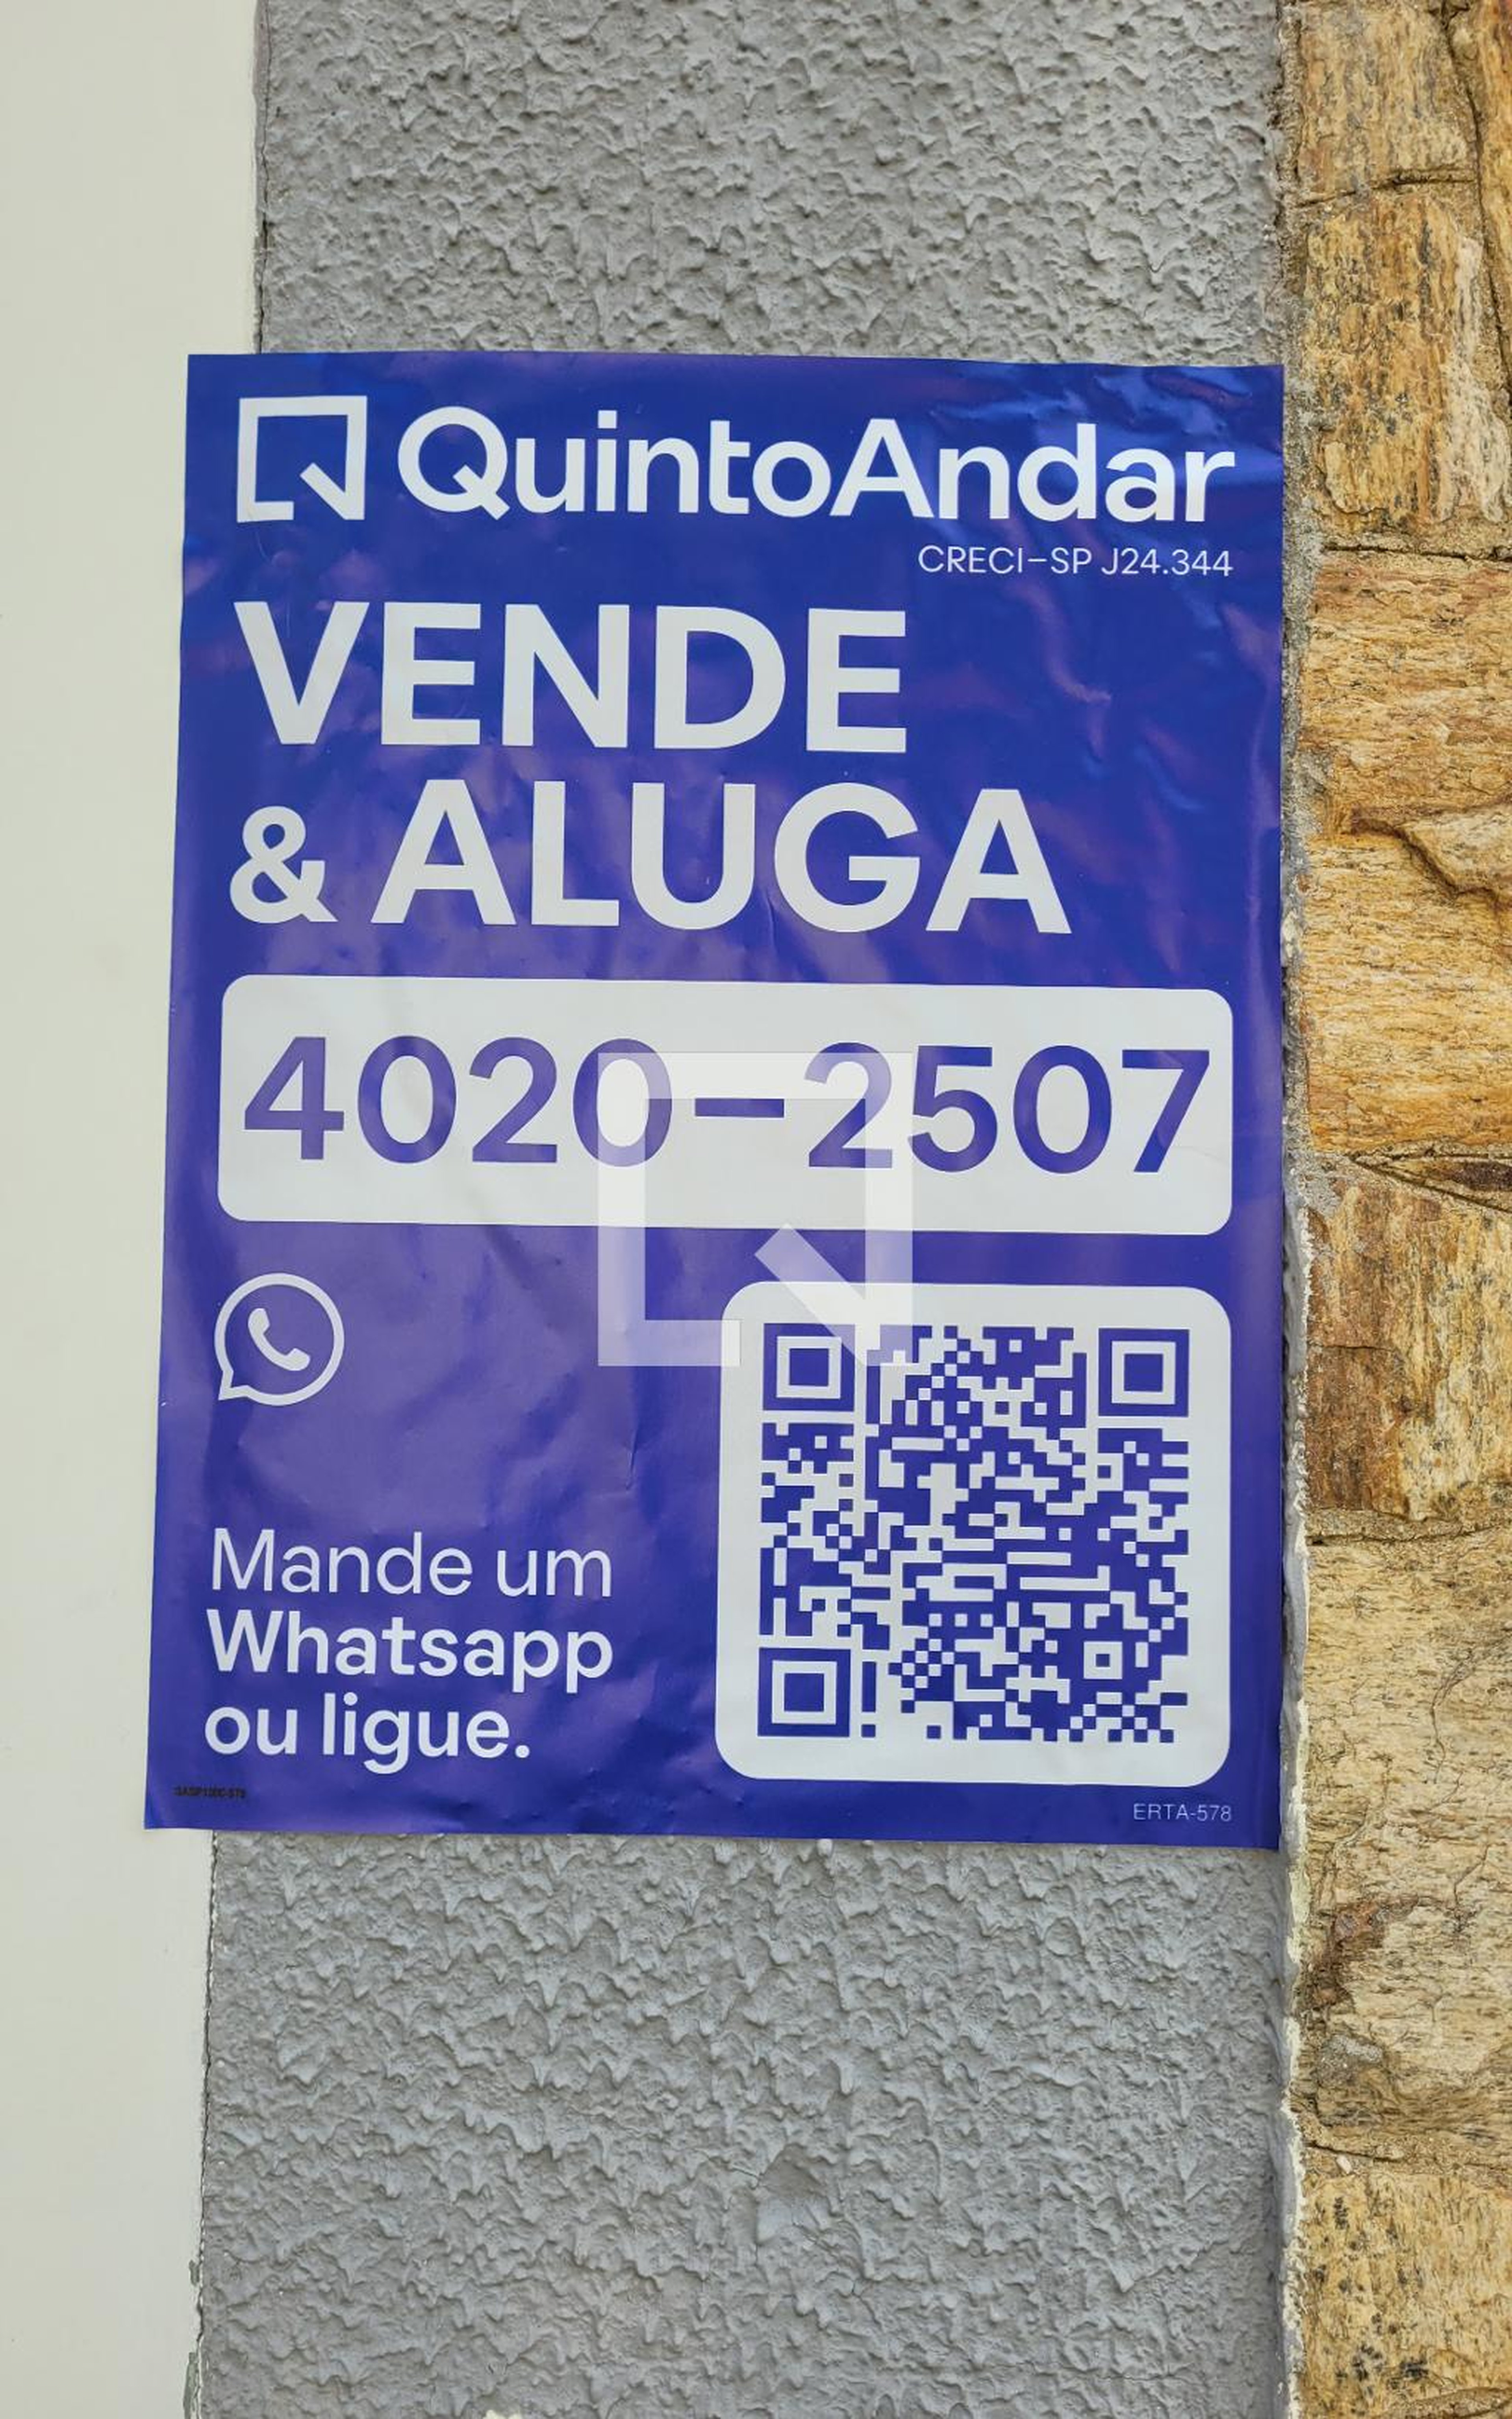 QuintoAndar
CRECI-SP J24.344
VENDE
& ALUGA
4020-2507
Mande um
Whatsapp
ou ligue.
ERTA-578